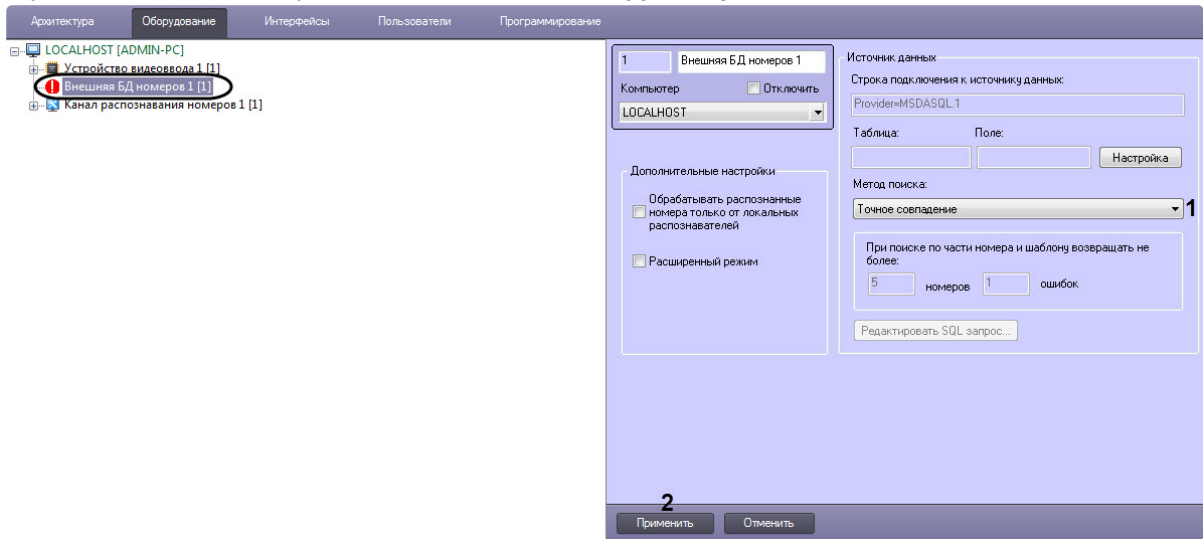 Архитектура Оборудование Интерфейсы Пользователи Программирование
LOCALHOST [ADMIN-PC]
Устройство видеоввода 1 [1]
Внешняя БД номеров 1 [1]
Канал распознавания номеров 1 [1]
1 Внешняя БД номеров 1
Компьютер Отключить
LOCALHOST
Дополнительные настройки
Обрабатывать распознанные
номера только от локальных
распознавателей
Расширенный режим
Источник данных
Строка подключения к источнику данных:
Provider=MSDASQL.1
Таблица: Поле:
Настройка
Метод поиска:
Точное совпадение 1
При поиске по части номера и шаблону возвращать не
более:
5 номеров 1 ошибок
Редактировать SQL запрос...
2
Применить Отменить